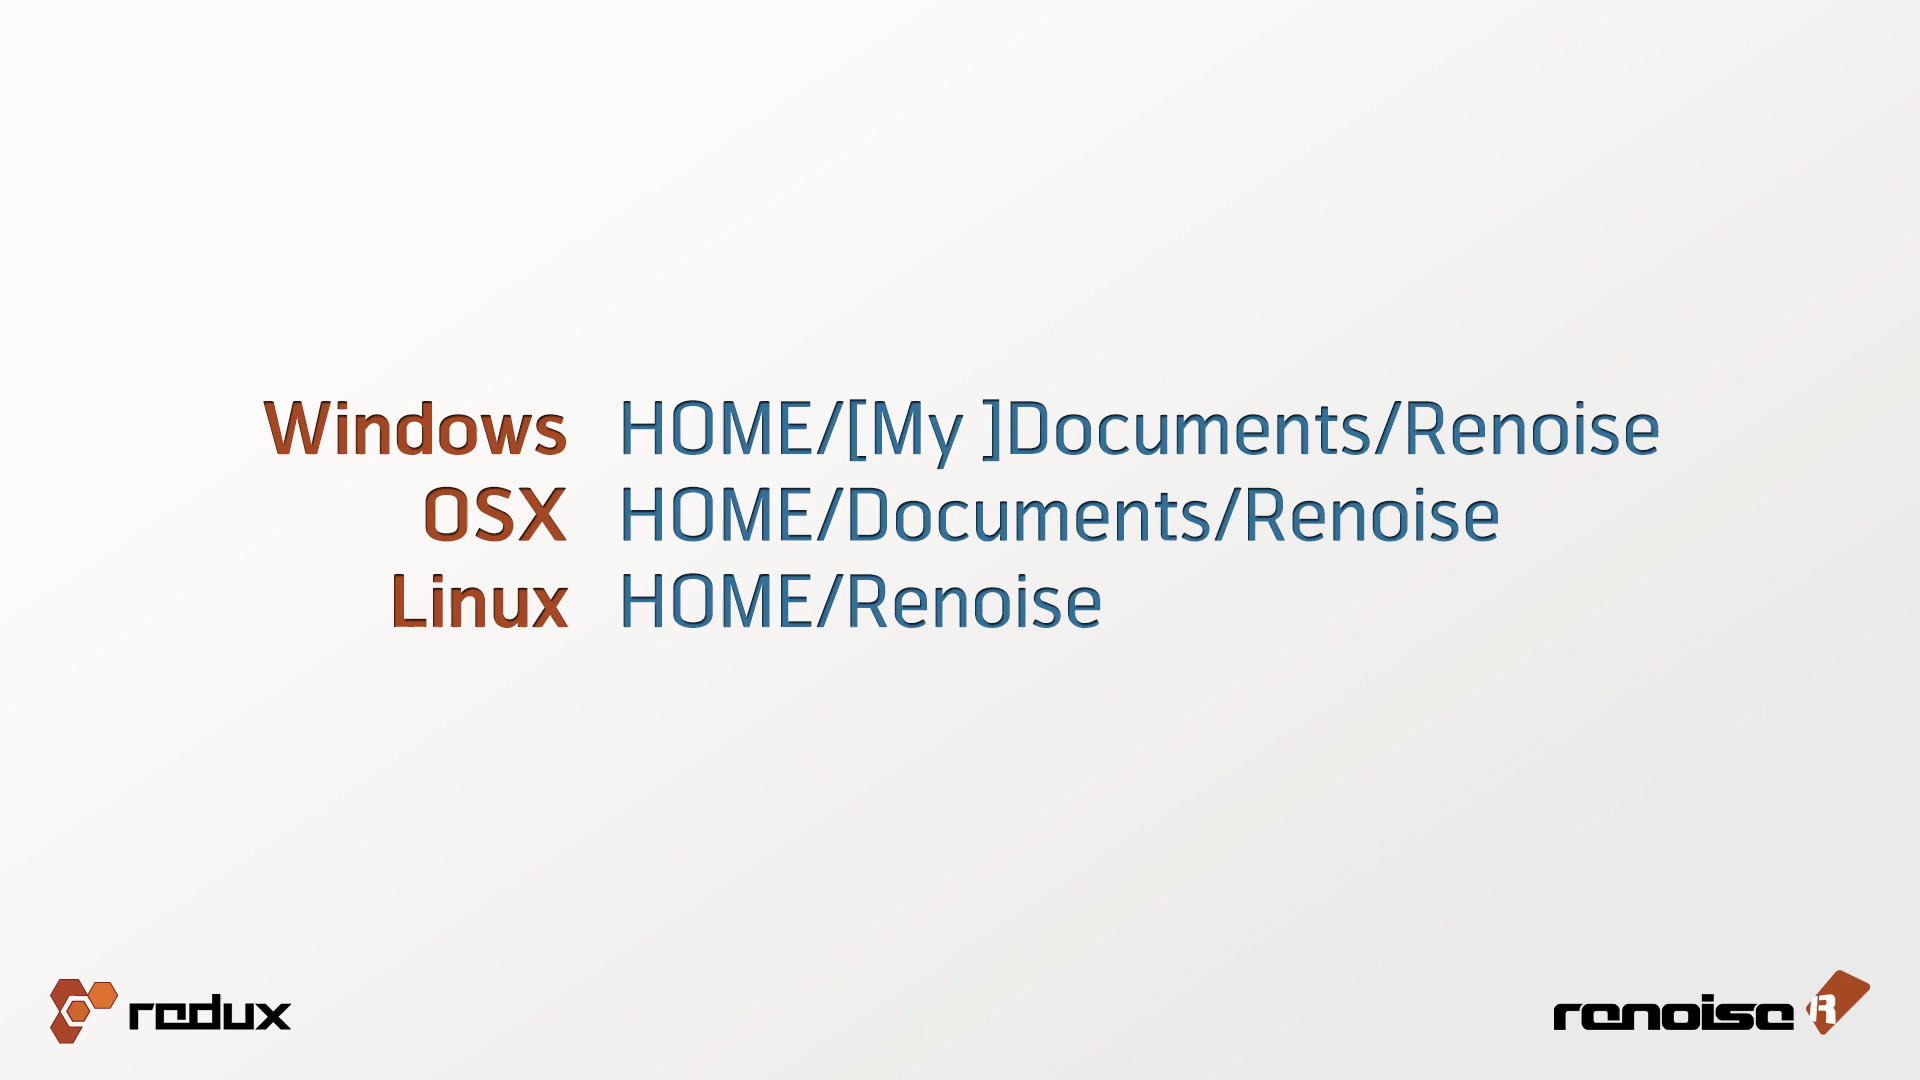 Windows HOME/[My ]Documents/Renoise
OSX HOME/Documents/Renoise
Linux HOME/Renoise
redux
renoise R